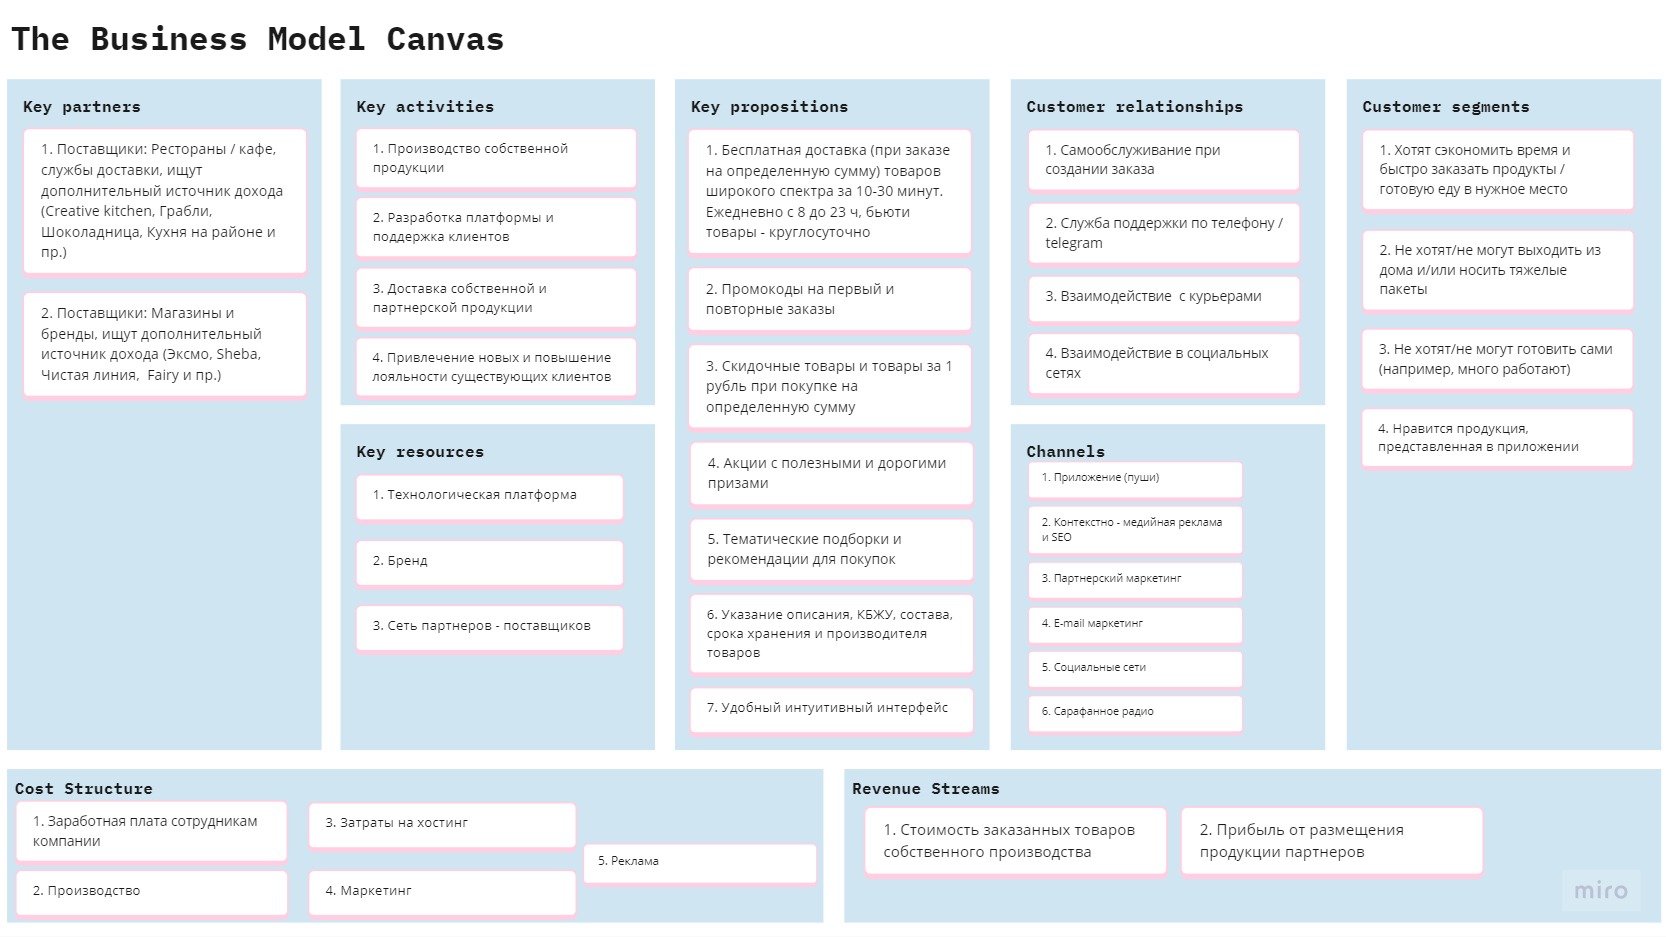 The Business Model Canvas
Key partners
1. Поставщики: Рестораны / кафе,
службы доставки, ищут
дополнительный источник дохода
(Creative kitchen, Грабли,
Шоколадница, Кухня на районе и
пр.)
2. Поставщики: Магазины и
бренды, ищут дополнительный
источник дохода (Эксмо, Sheba,
Чистая линия,  Fairy и пр.)
Key activities
1. Производство собственной
продукции
2. Разработка платформы и
поддержка клиентов
3. Доставка собственной и
партнерской продукции
4. Привлечение новых и повышение
лояльности существующих клиентов
Key resources
1. Технологическая платформа
2. Бренд
3. Сеть партнеров - поставщиков
Key propositions
1. Бесплатная доставка (при заказе
на определенную сумму) товаров
широкого спектра за 10-30 минут.
Ежедневно с 8 до 23 ч, бьюти
товары - круглосуточно
2. Промокоды на первый и
повторные заказы
3. Скидочные товары и товары за 1
рубль при покупке на
определенную сумму
4. Акции с полезными и дорогими
призами
5. Тематические подборки и
рекомендации для покупок
6. Указание описания, КБЖУ, состава,
срока хранения и производителя
товаров
7. Удобный интуитивный интерфейс
Customer relationships
1. Самообслуживание при
создании заказа
2. Служба поддержки по телефону /
telegram
3. Взаимодействие  с курьерами
4. Взаимодействие в социальных
сетях
Channels
1. Приложение (пуши)
2. Контекстно - медийная реклама
и SEO
3. Партнерский маркетинг
4. E-mail маркетинг
5. Социальные сети
6. Сарафанное радио
Customer segments
1. Хотят сэкономить время и
быстро заказать продукты /
готовую еду в нужное место
2. Не хотят/не могут выходить из
дома и/или носить тяжелые
пакеты
3. Не хотят/не могут готовить сами
(например, много работают)
4. Нравится продукция,
представленная в приложении
Cost Structure
1. Заработная плата сотрудникам
компании
2. Производство
3. Затраты на хостинг
4. Маркетинг
5. Реклама
Revenue Streams
1. Стоимость заказанных товаров
собственного производства
2. Прибыль от размещения
продукции партнеров
miro